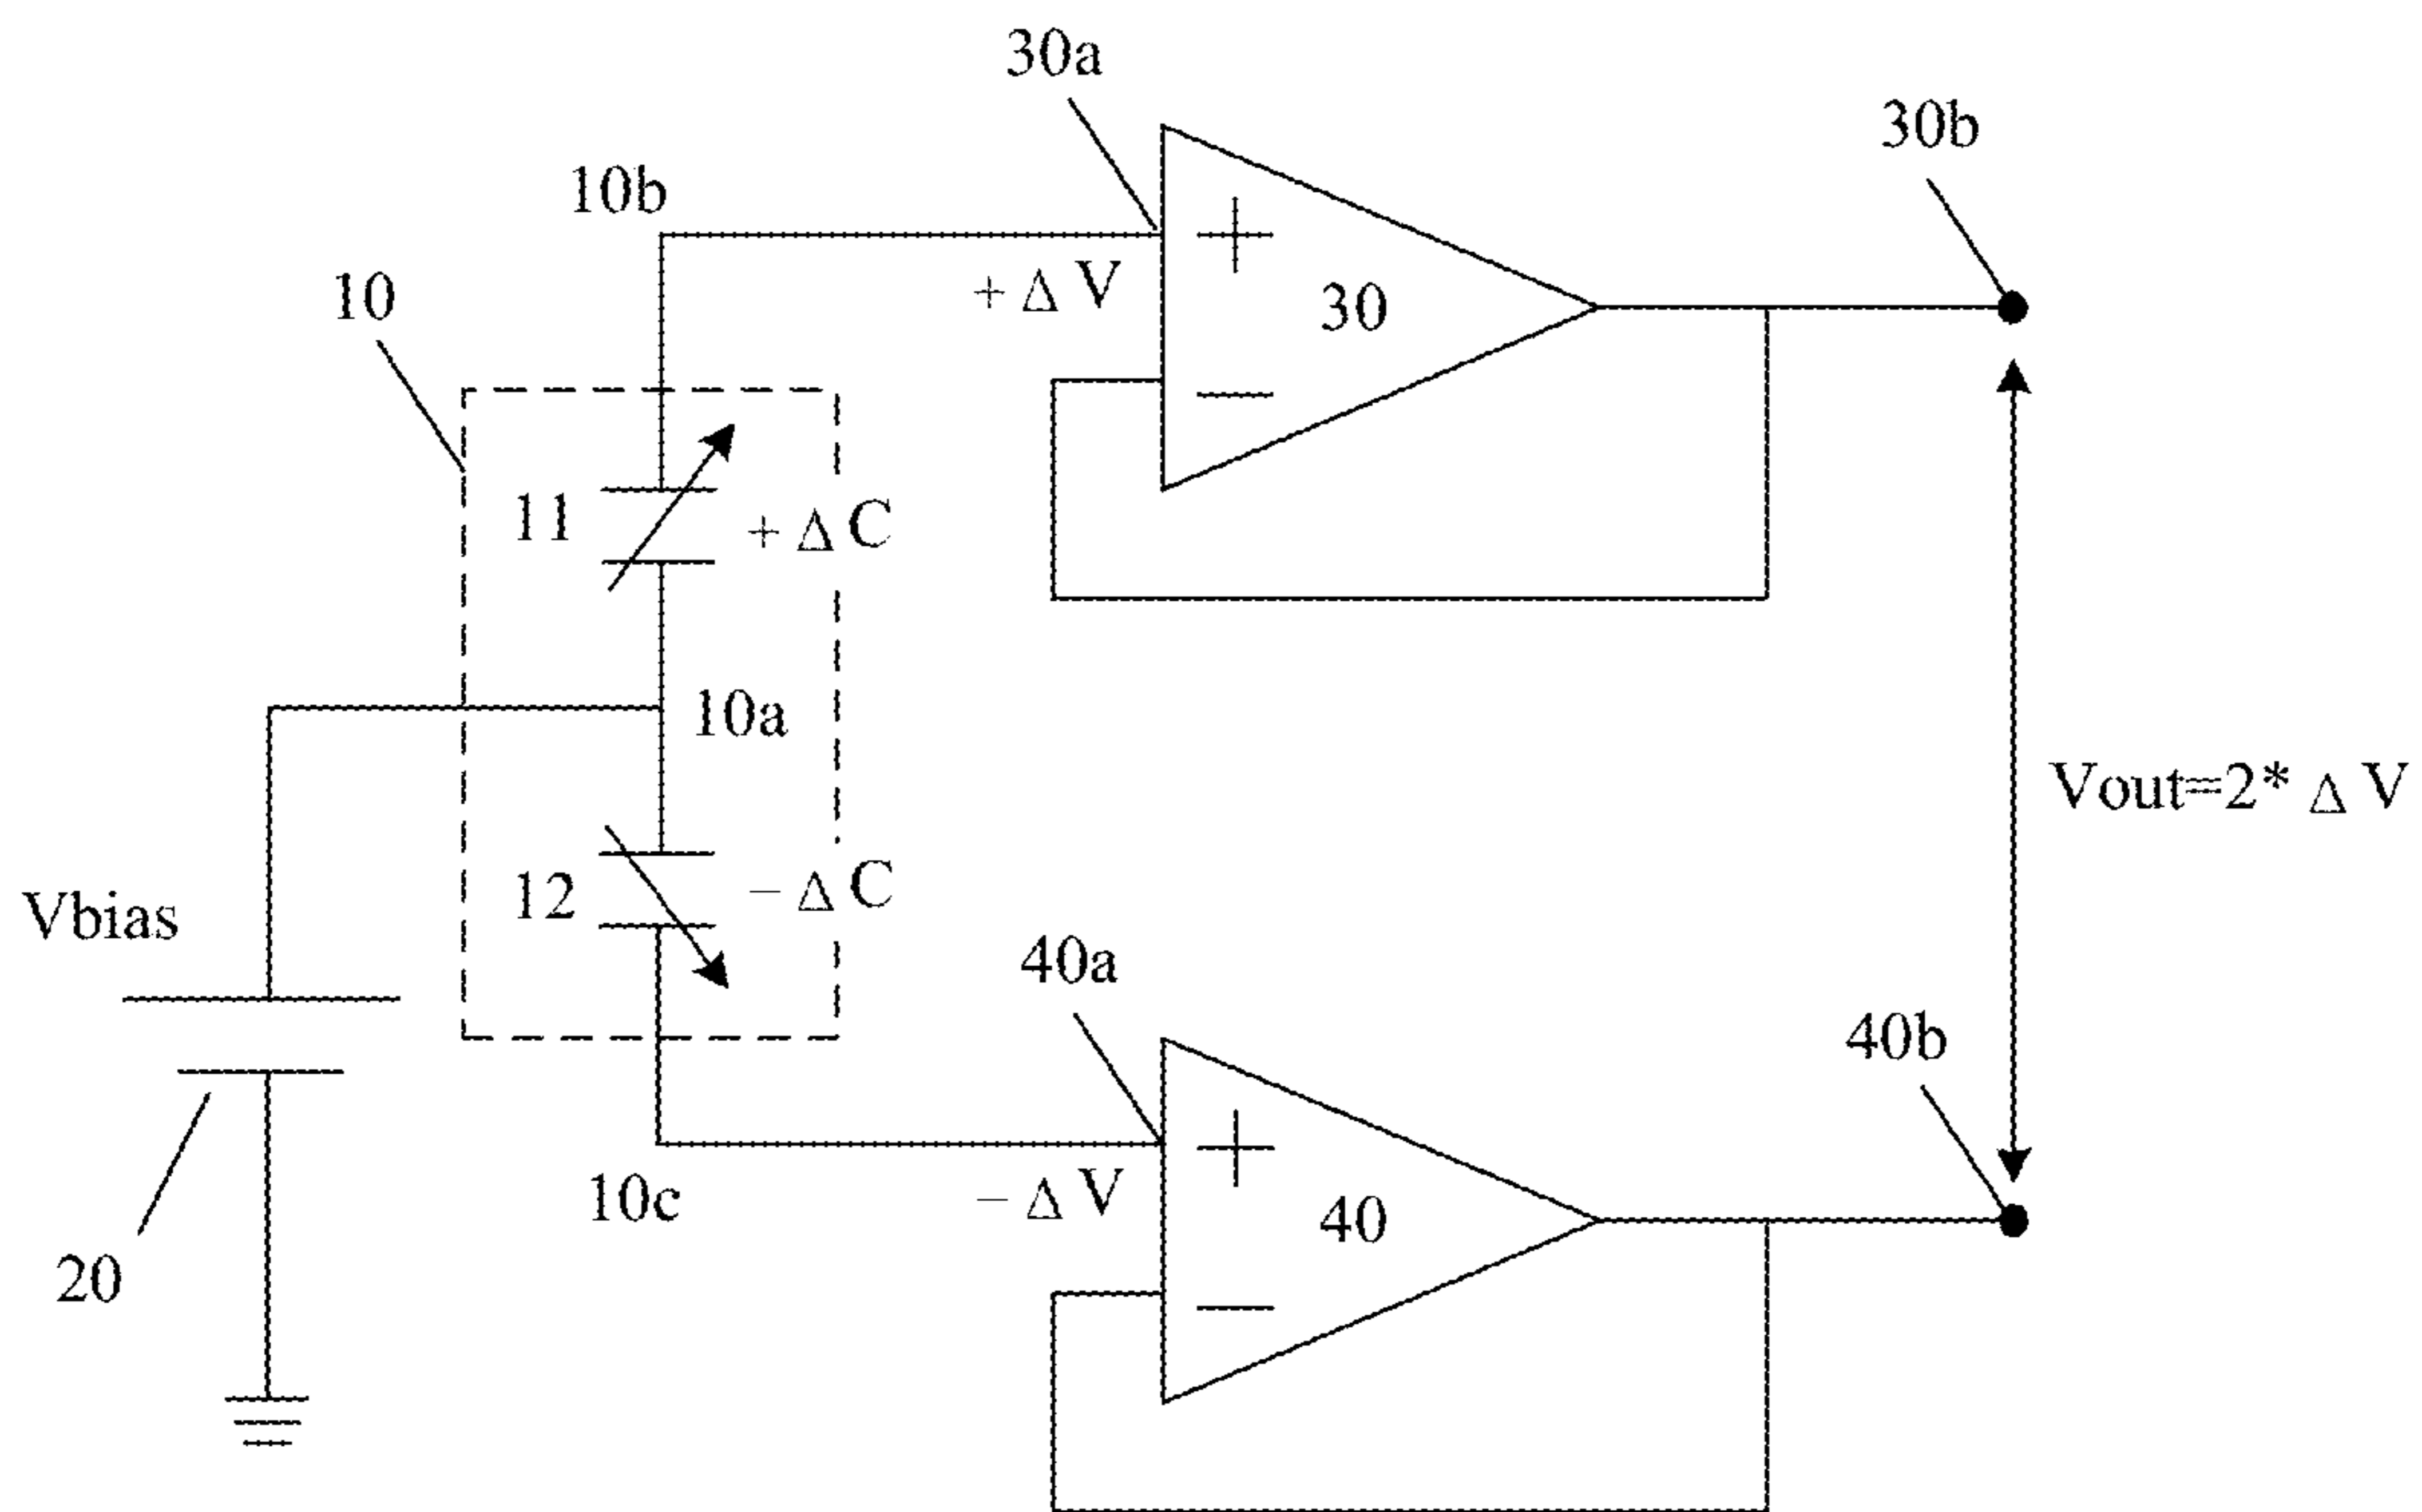 30a
30b
10b
+
+ΔV
10
30
−
11
+ΔC
10a
Vout=2*ΔV
12
−ΔC
Vbias
40a
40b
+
10c
−ΔV
40
20
−